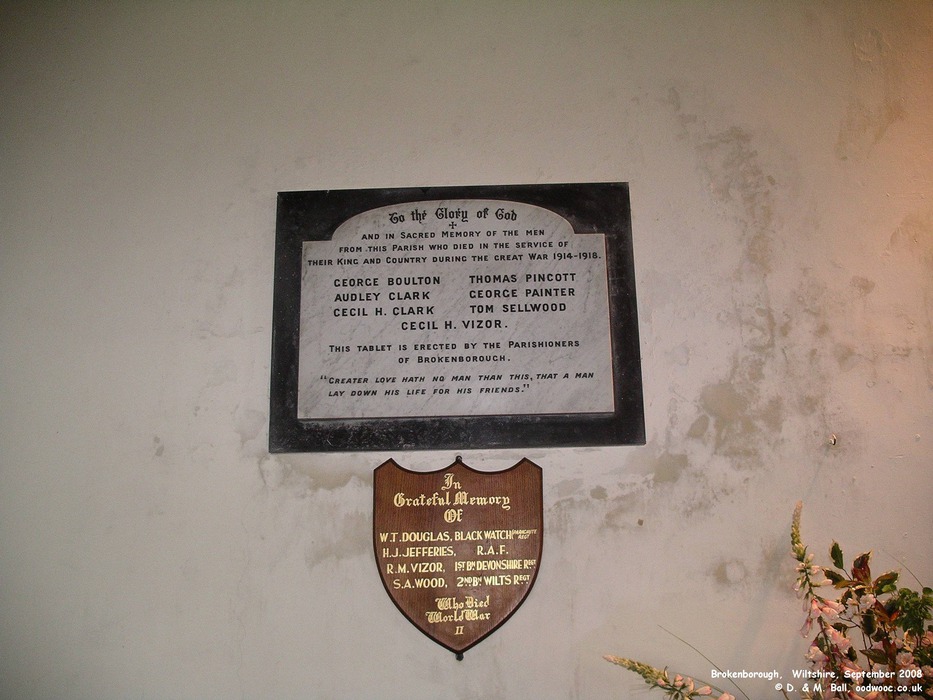 To the Glory of God
AND IN SACRED MEMORY OF THE MEN
FROM THIS PARISH WHO DIED IN THE SERVICE OF
THEIR KING AND COUNTRY DURING THE GREAT WAR 1914-1918.
GEORGE BOULTON THOMAS PINCOTT
AUDLEY CLARK GEORGE PAINTER
CECIL H. CLARK TOM SELLWOOD
CECIL H. VIZOR.
THIS TABLET IS ERECTED BY THE PARISHIONERS
OF BROKENBOROUGH.
"GREATER LOVE HATH NO MAN THAN THIS, THAT A MAN
LAY DOWN HIS LIFE FOR HIS FRIENDS."
In
Grateful Memory
Of
W.T. DOUGLAS, BLACK WATCH (PARACHUTE REGT
H.J. JEFFERIES, R.A.F.
R.M. VIZOR, 1ST BN DEVONSHIRE REGT
S.A. WOOD, 2ND BN WILTS REGT
Who Died
World War
II
Brokenborough, Wiltshire, September 2008
© D. & M. Ball, oodwooc.co.uk